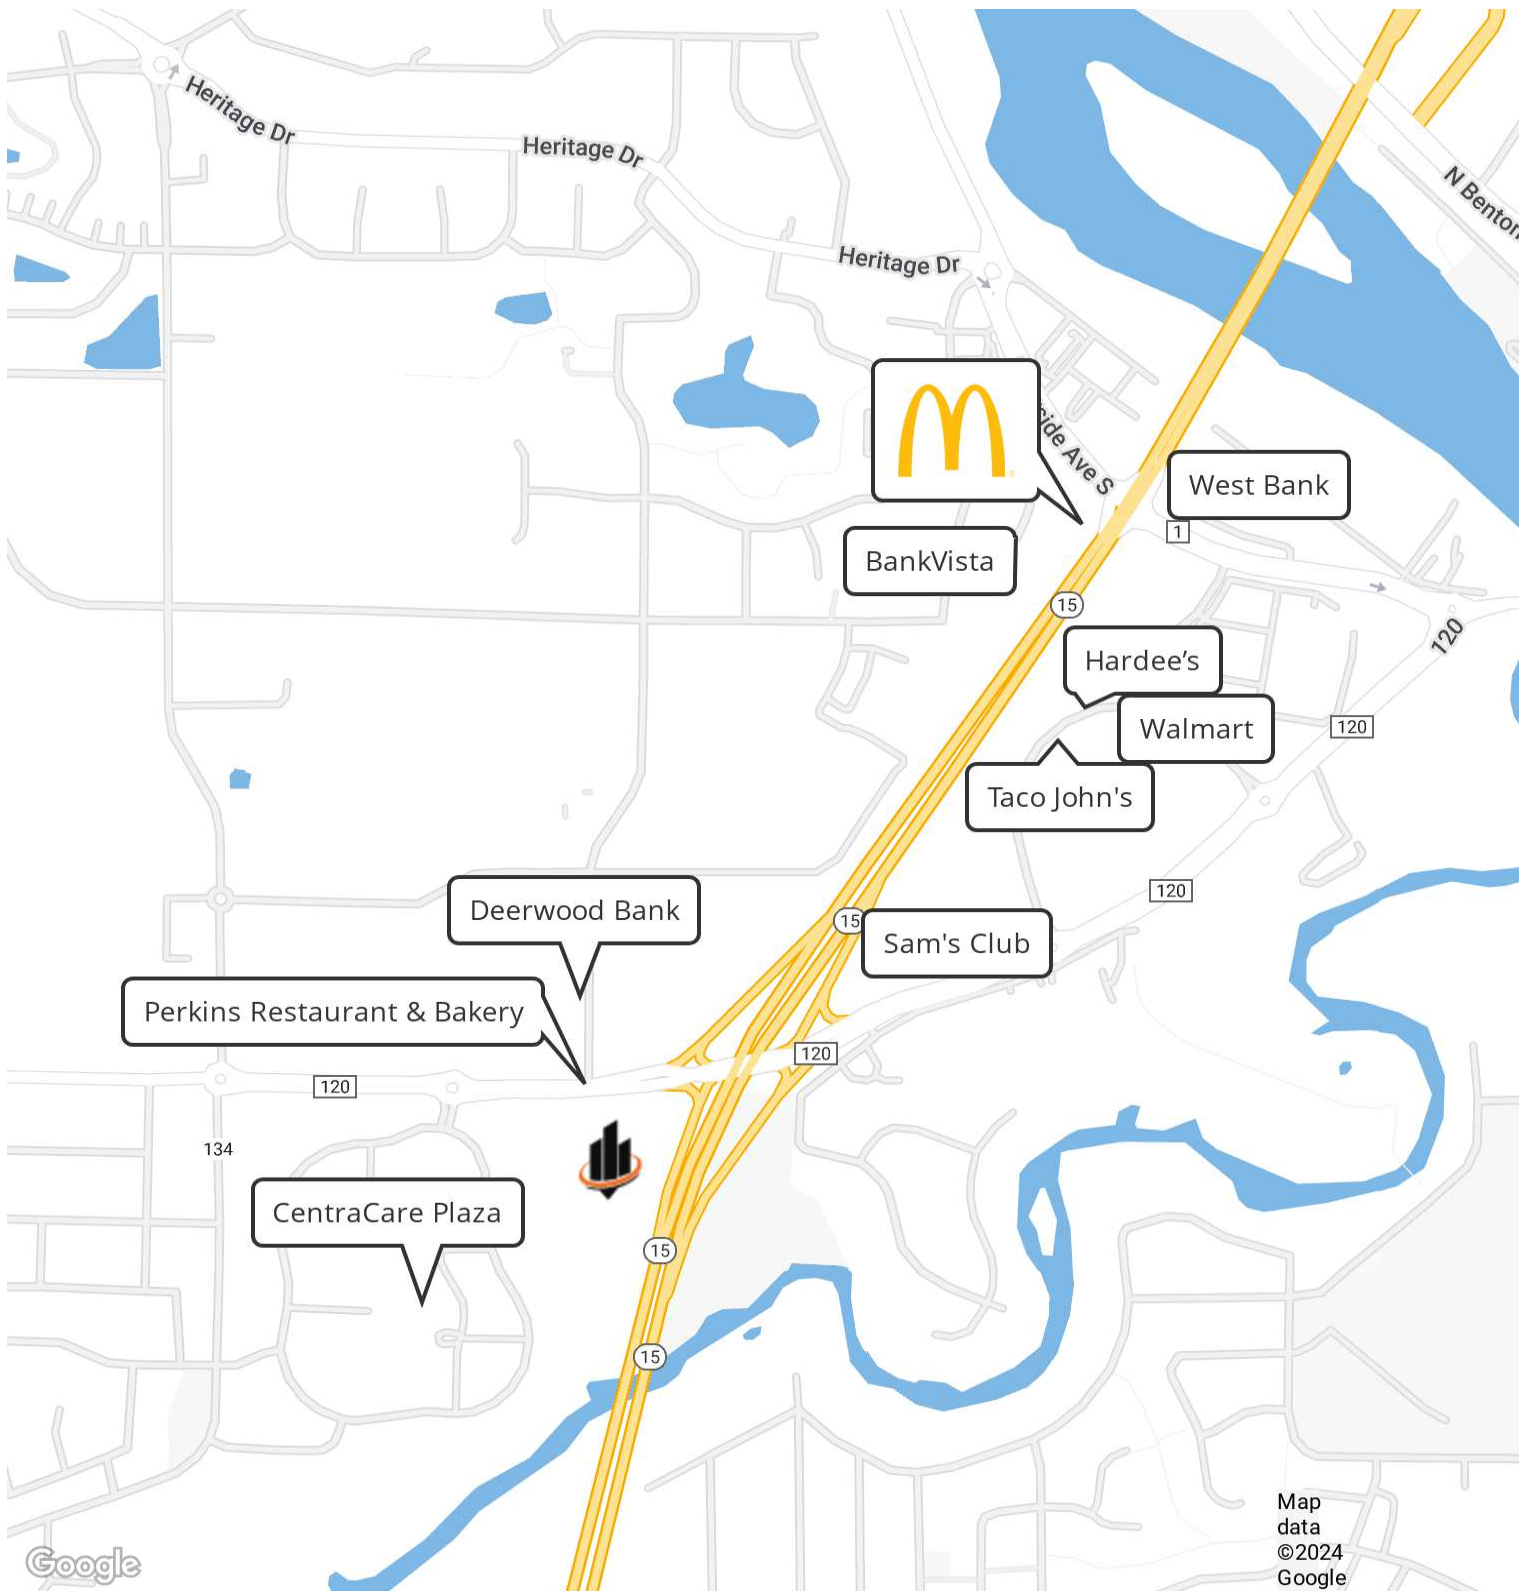 Heritage Dr
Heritage Dr
N Benton
Heritage Dr
side Ave S
West Bank
1
BankVista
15
120
Hardee’s
Walmart
120
Taco John's
120
Deerwood Bank
15
Sam's Club
Perkins Restaurant & Bakery
120
120
134
CentraCare Plaza
15
15
Map
data
©2024
Google
Google